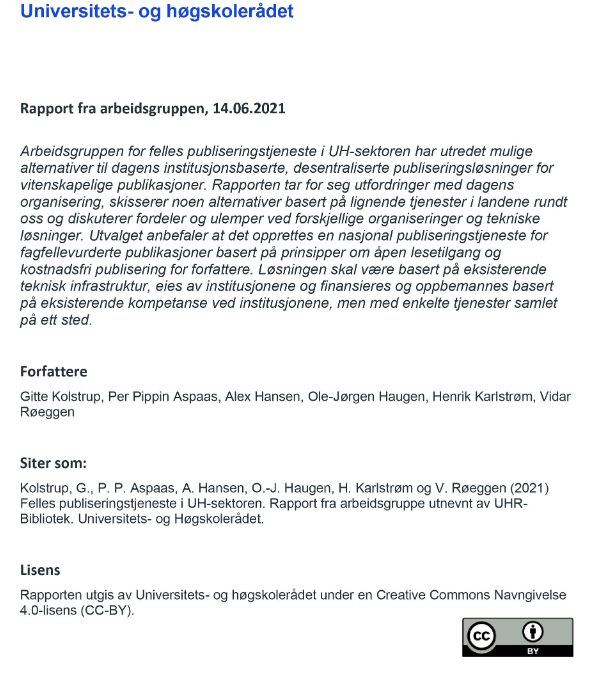 Universitets- og høgskolerådet
Rapport fra arbeidsgruppen, 14.06.2021
Arbeidsgruppen for felles publiseringstjeneste i UH-sektoren har utredet mulige
alternativer til dagens institusjonsbaserte, desentraliserte publiseringsløsninger for
vitenskapelige publikasjoner. Rapporten tar for seg utfordringer med dagens
organisering, skisserer noen alternativer basert på lignende tjenester i landene rundt
oss og diskuterer fordeler og ulemper ved forskjellige organiseringer og tekniske
løsninger. Utvalget anbefaler at det opprettes en nasjonal publiseringstjeneste for
fagfellevurderte publikasjoner basert på prinsipper om åpen lesetilgang og
kostnadsfri publisering for forfattere. Løsningen skal være basert på eksisterende
teknisk infrastruktur, eies av institusjonene og finansieres og oppbemannes basert
på eksisterende kompetanse ved institusjonene, men med enkelte tjenester samlet
på ett sted.
Forfattere
Gitte Kolstrup, Per Pippin Aspaas, Alex Hansen, Ole-Jørgen Haugen, Henrik Karlstrøm, Vidar
Røeggen
Siter som:
Kolstrup, G., P. P. Aspaas, A. Hansen, O.-J. Haugen, H. Karlstrøm og V. Røeggen (2021)
Felles publiseringstjeneste i UH-sektoren. Rapport fra arbeidsgruppe utnevnt av UHR-
Bibliotek. Universitets- og Høgskolerådet.
Lisens
Rapporten utgis av Universitets- og høgskolerådet under en Creative Commons Navngivelse
4.0-lisens (CC-BY).
cc
BY